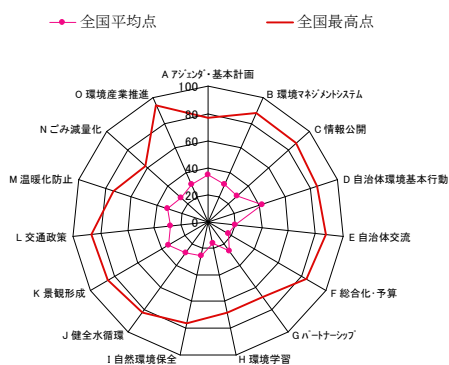 全国平均点 全国最高点
A アジェンダ・基本計画
B 環境マネジメントシステム
C 情報公開
D 自治体環境基本行動
E 自治体交流
F 総合化・予算
G パートナーシップ
H 環境学習
I 自然環境保全
J 健全水循環
K 景観形成
L 交通政策
M 温暖化防止
N ごみ減量化
O 環境産業推進
100
80
60
40
20
0